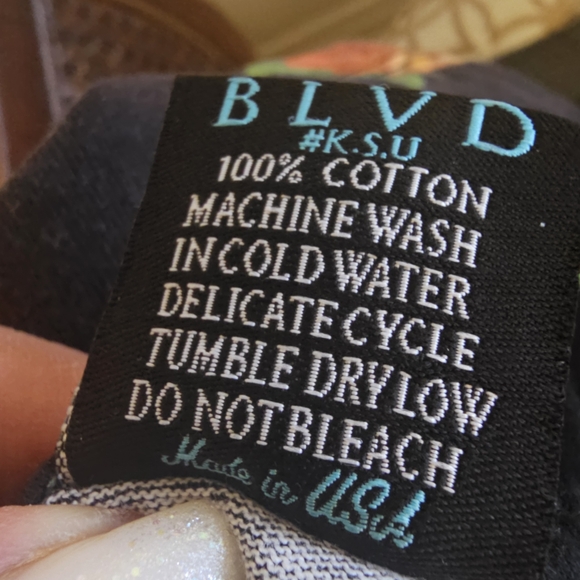 BLVD
#K.S.U
100% COTTON
MACHINE WASH
IN COLD WATER
DELICATE CYCLE
TUMBLE DRY LOW
DO NOT BLEACH
Made in USA